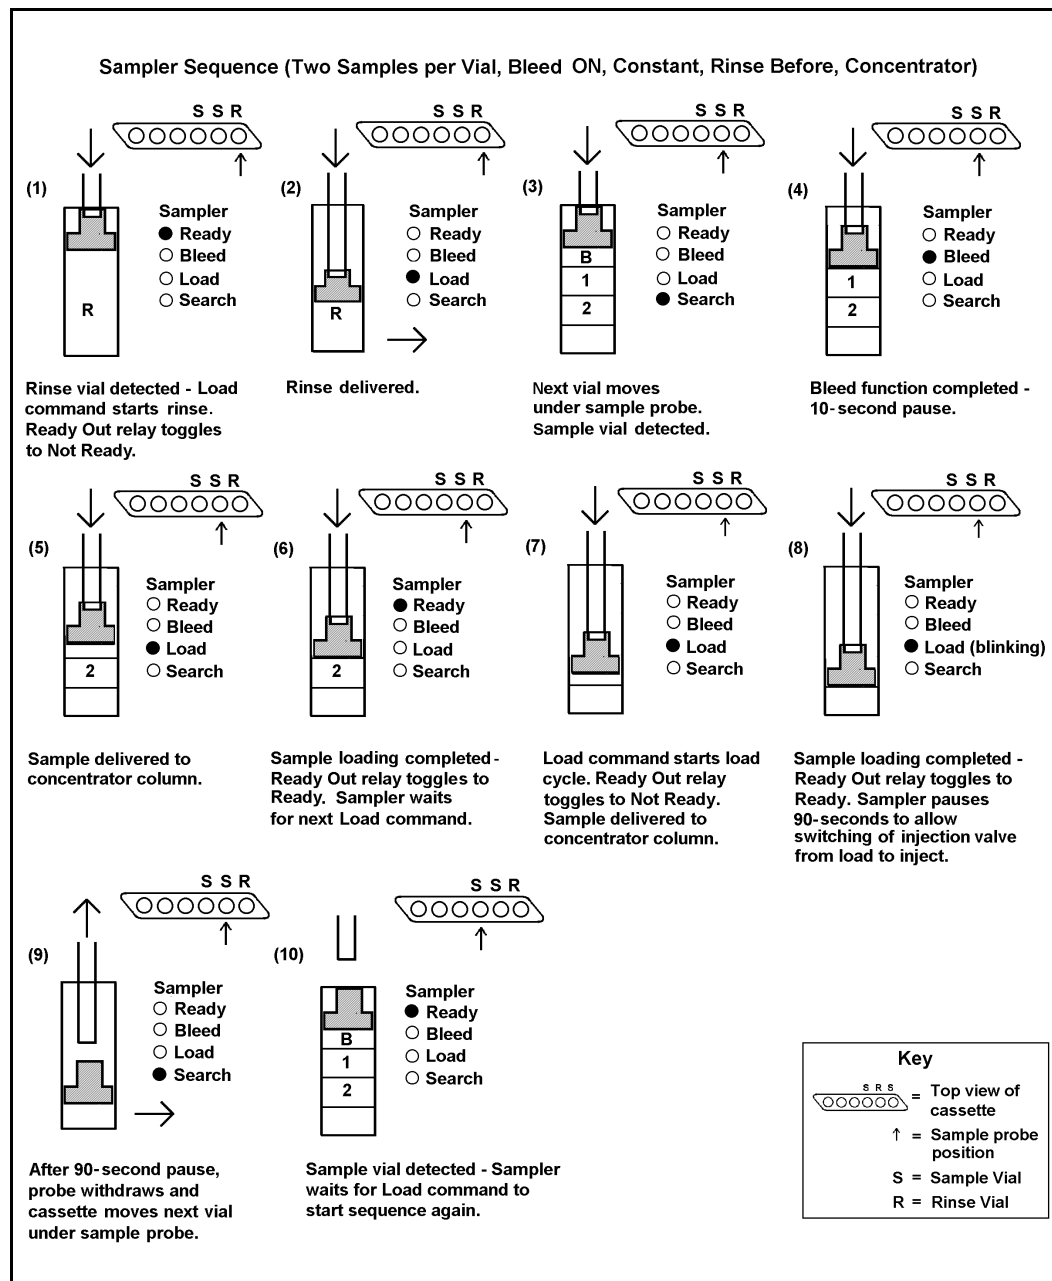 Sampler Sequence (Two Samples per Vial, Bleed ON, Constant, Rinse Before, Concentrator)
S S R
(1)
Sampler
Ready
Bleed
Load
Search
R
Rinse vial detected - Load
command starts rinse.
Ready Out relay toggles
to Not Ready.
S S R
(2)
Sampler
Ready
Bleed
Load
Search
R
Rinse delivered.
S S R
(3)
Sampler
Ready
Bleed
Load
Search
B
1
2
Next vial moves
under sample probe.
Sample vial detected.
S S R
(4)
Sampler
Ready
Bleed
Load
Search
1
2
Bleed function completed -
10-second pause.
S S R
(5)
Sampler
Ready
Bleed
Load
Search
2
Sample delivered to
concentrator column.
S S R
(6)
Sampler
Ready
Bleed
Load
Search
2
Sample loading completed -
Ready Out relay toggles to
Ready. Sampler waits
for next Load command.
S S R
(7)
Sampler
Ready
Bleed
Load
Search
Load command starts load
cycle. Ready Out relay
toggles to Not Ready.
Sample delivered to
concentrator column.
S S R
(8)
Sampler
Ready
Bleed
Load (blinking)
Search
Sample loading completed -
Ready Out relay toggles to
Ready. Sampler pauses
90-seconds to allow
switching of injection valve
from load to inject.
S S R
(9)
Sampler
Ready
Bleed
Load
Search
After 90-second pause,
probe withdraws and
cassette moves next vial
under sample probe.
S S R
(10)
Sampler
Ready
Bleed
Load
Search
B
1
2
Sample vial detected - Sampler
waits for Load command to
start sequence again.
Key
S R S
= Top view of
cassette
= Sample probe
position
S = Sample Vial
R = Rinse Vial